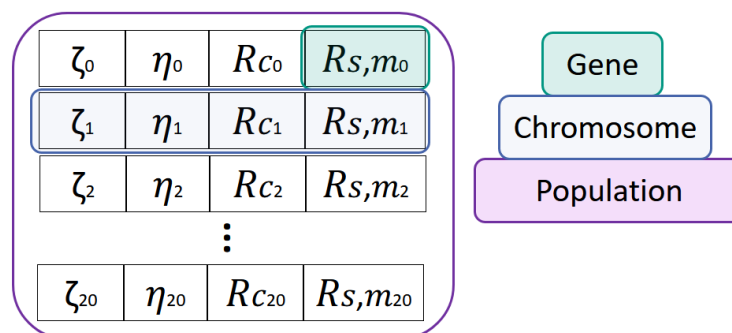 ζ₀ η₀ Rc₀ Rs,m₀
ζ₁ η₁ Rc₁ Rs,m₁
ζ₂ η₂ Rc₂ Rs,m₂
⋮
ζ₂₀ η₂₀ Rc₂₀ Rs,m₂₀
Gene
Chromosome
Population